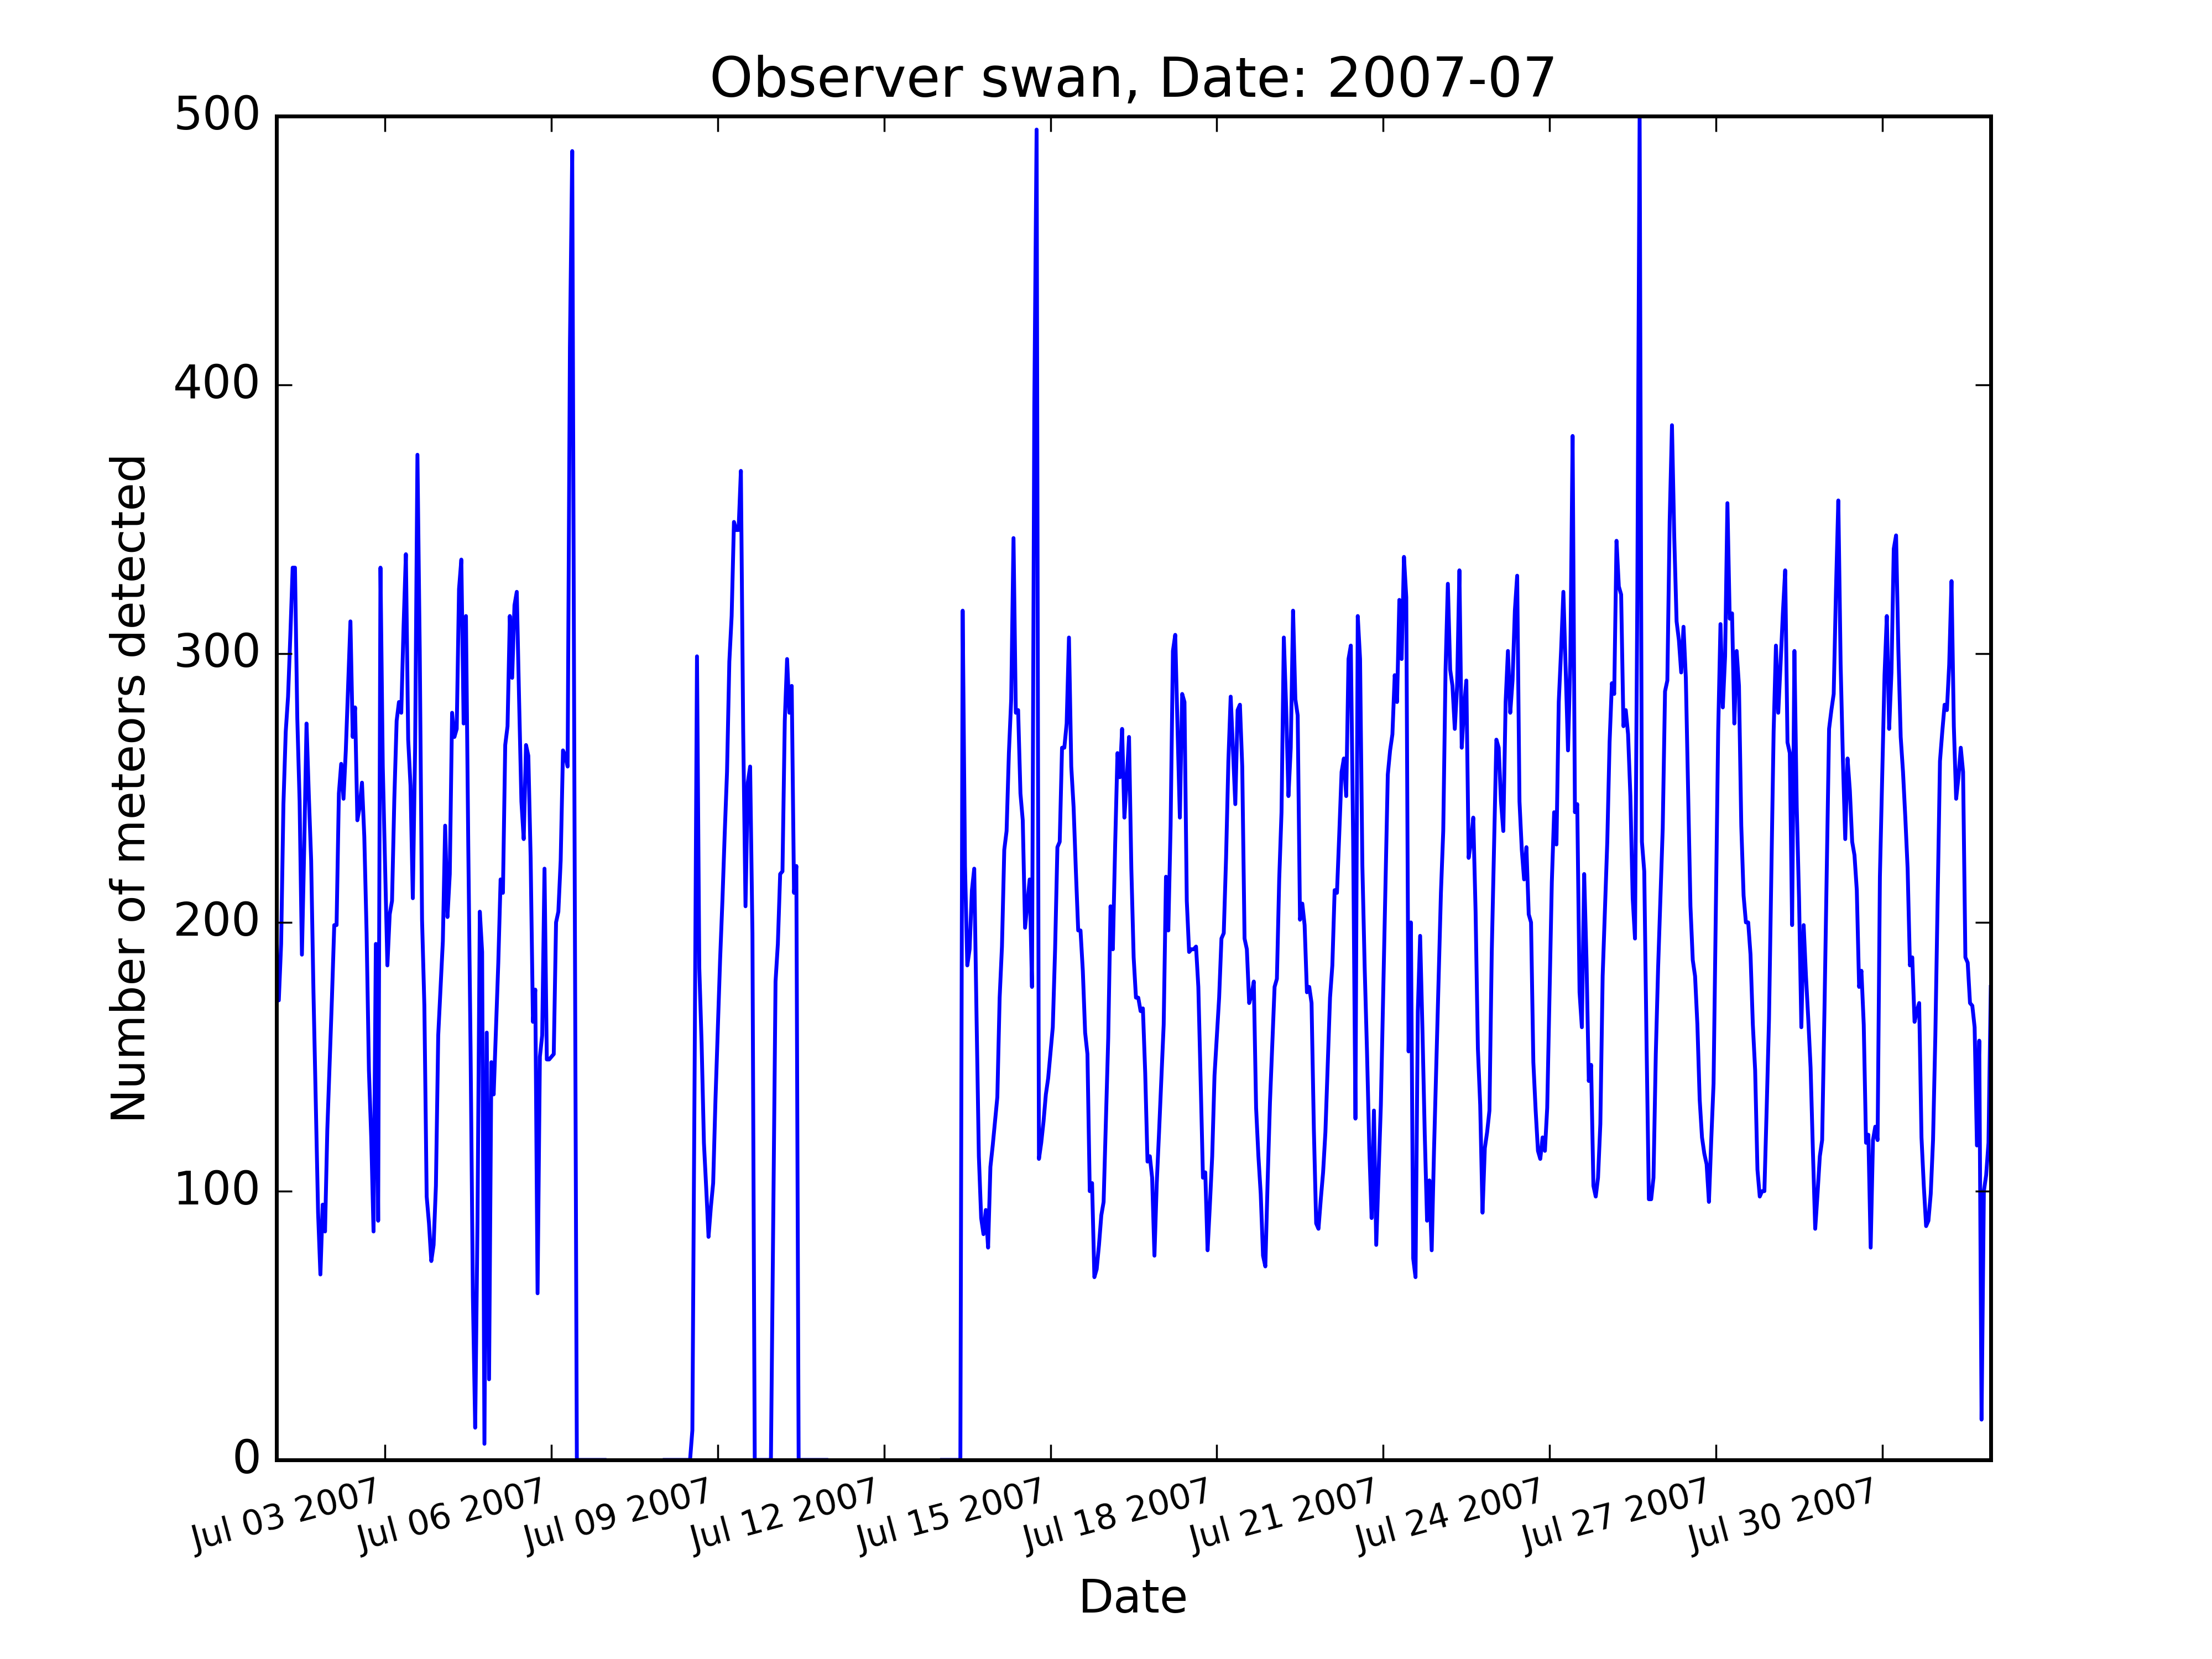 Observer swan, Date: 2007-07
500
400
300
200
100
0
Number of meteors detected
Jul 03 2007
Jul 06 2007
Jul 09 2007
Jul 12 2007
Jul 15 2007
Jul 18 2007
Jul 21 2007
Jul 24 2007
Jul 27 2007
Jul 30 2007
Date